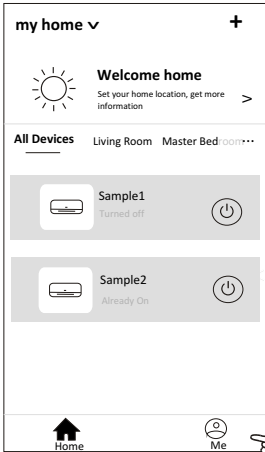 my home
Welcome home
Set your home location, get more
information
All Devices Living Room Master Bedroom ...
Sample1
Turned off
Sample2
Already On
Home Me